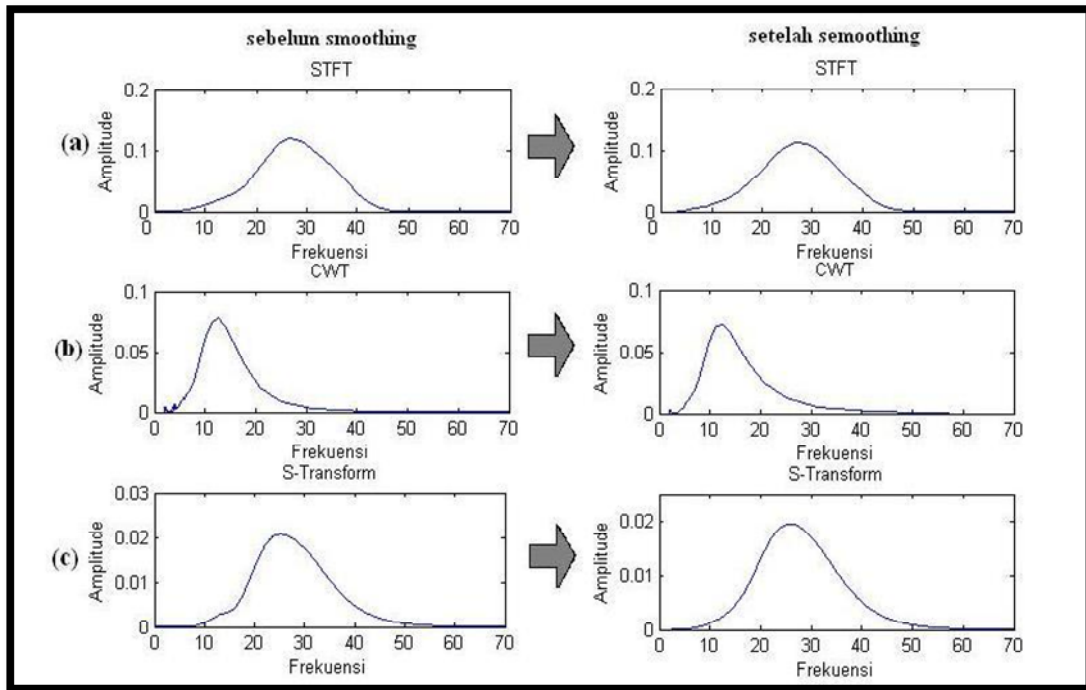 sebelum smoothing
STFT
(a)
Amplitude
0.2
0.1
0
0 10 20 30 40 50 60 70
Frekuensi
setelah semoothing
STFT
Amplitude
0.2
0.1
0
0 10 20 30 40 50 60 70
Frekuensi
CWT
(b)
Amplitude
0.1
0.05
0
0 10 20 30 40 50 60 70
Frekuensi
CWT
Amplitude
0.1
0.05
0
0 10 20 30 40 50 60 70
Frekuensi
S-Transform
(c)
Amplitude
0.03
0.02
0.01
0
0 10 20 30 40 50 60 70
Frekuensi
S-Transform
Amplitude
0.02
0.01
0
0 10 20 30 40 50 60 70
Frekuensi